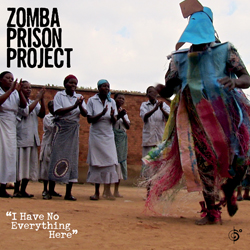 ZOMBA
PRISON
PROJECT
“I Have No
Everything
Here”